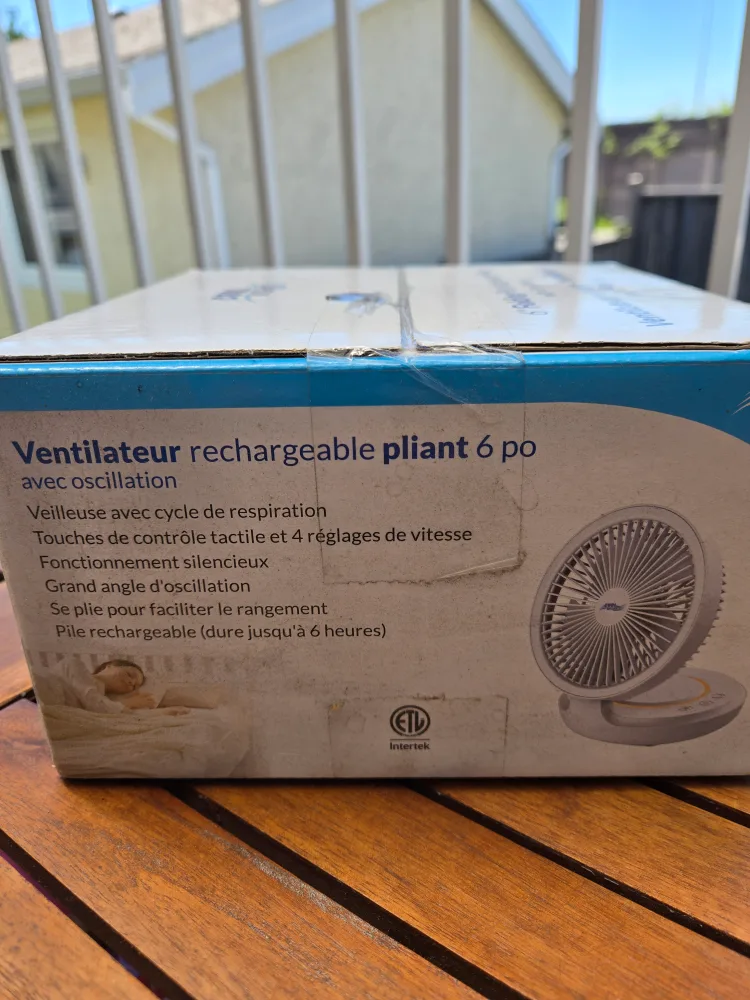 Ventilateur rechargeable pliant 6 po
avec oscillation
Veilleuse avec cycle de respiration
Touches de contrôle tactile et 4 réglages de vitesse
Fonctionnement silencieux
Grand angle d'oscillation
Se plie pour faciliter le rangement
Pile rechargeable (dure jusqu'à 6 heures)
ETL
Intertek